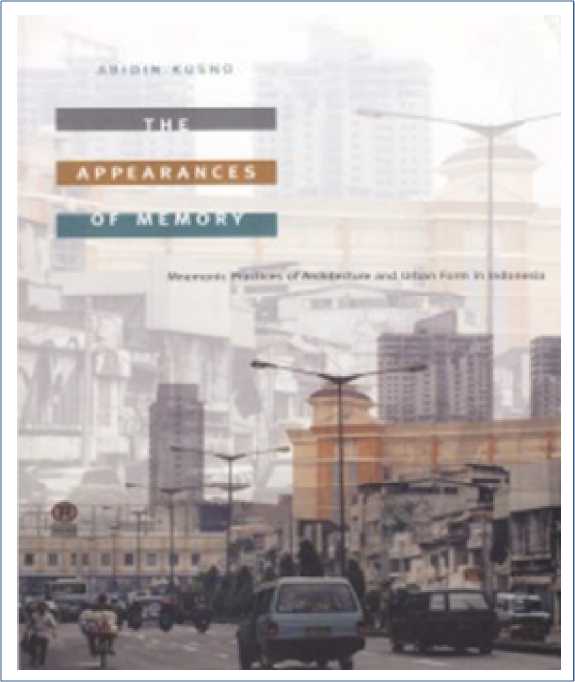 ABIDIN KUSNO
THE
APPEARANCES
OF MEMORY
Mnemonic Practices of Architecture and Urban Form in Indonesia